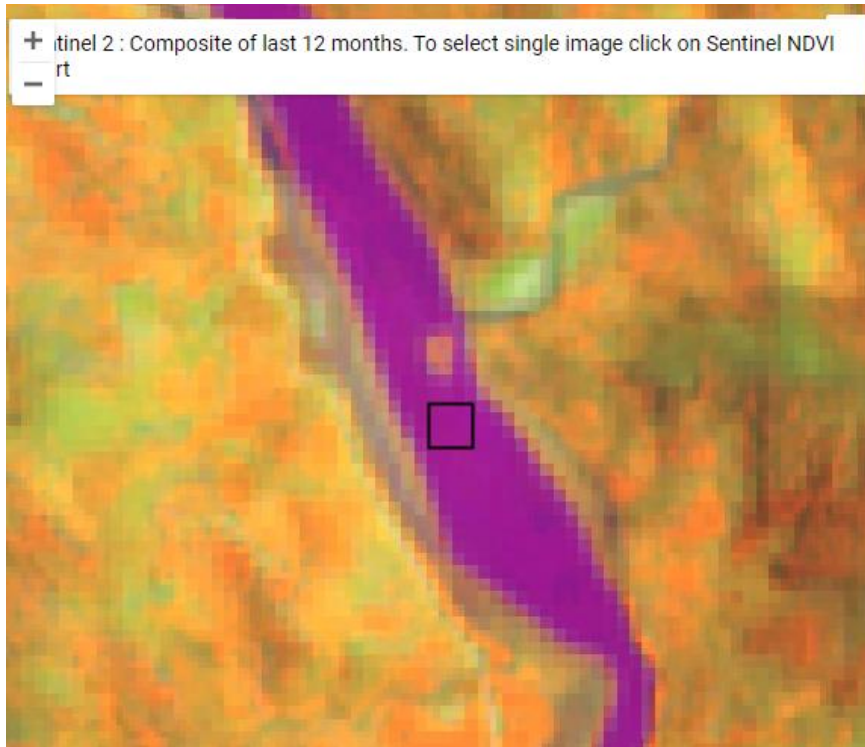 + tinel 2 : Composite of last 12 months. To select single image click on Sentinel NDVI
− rt